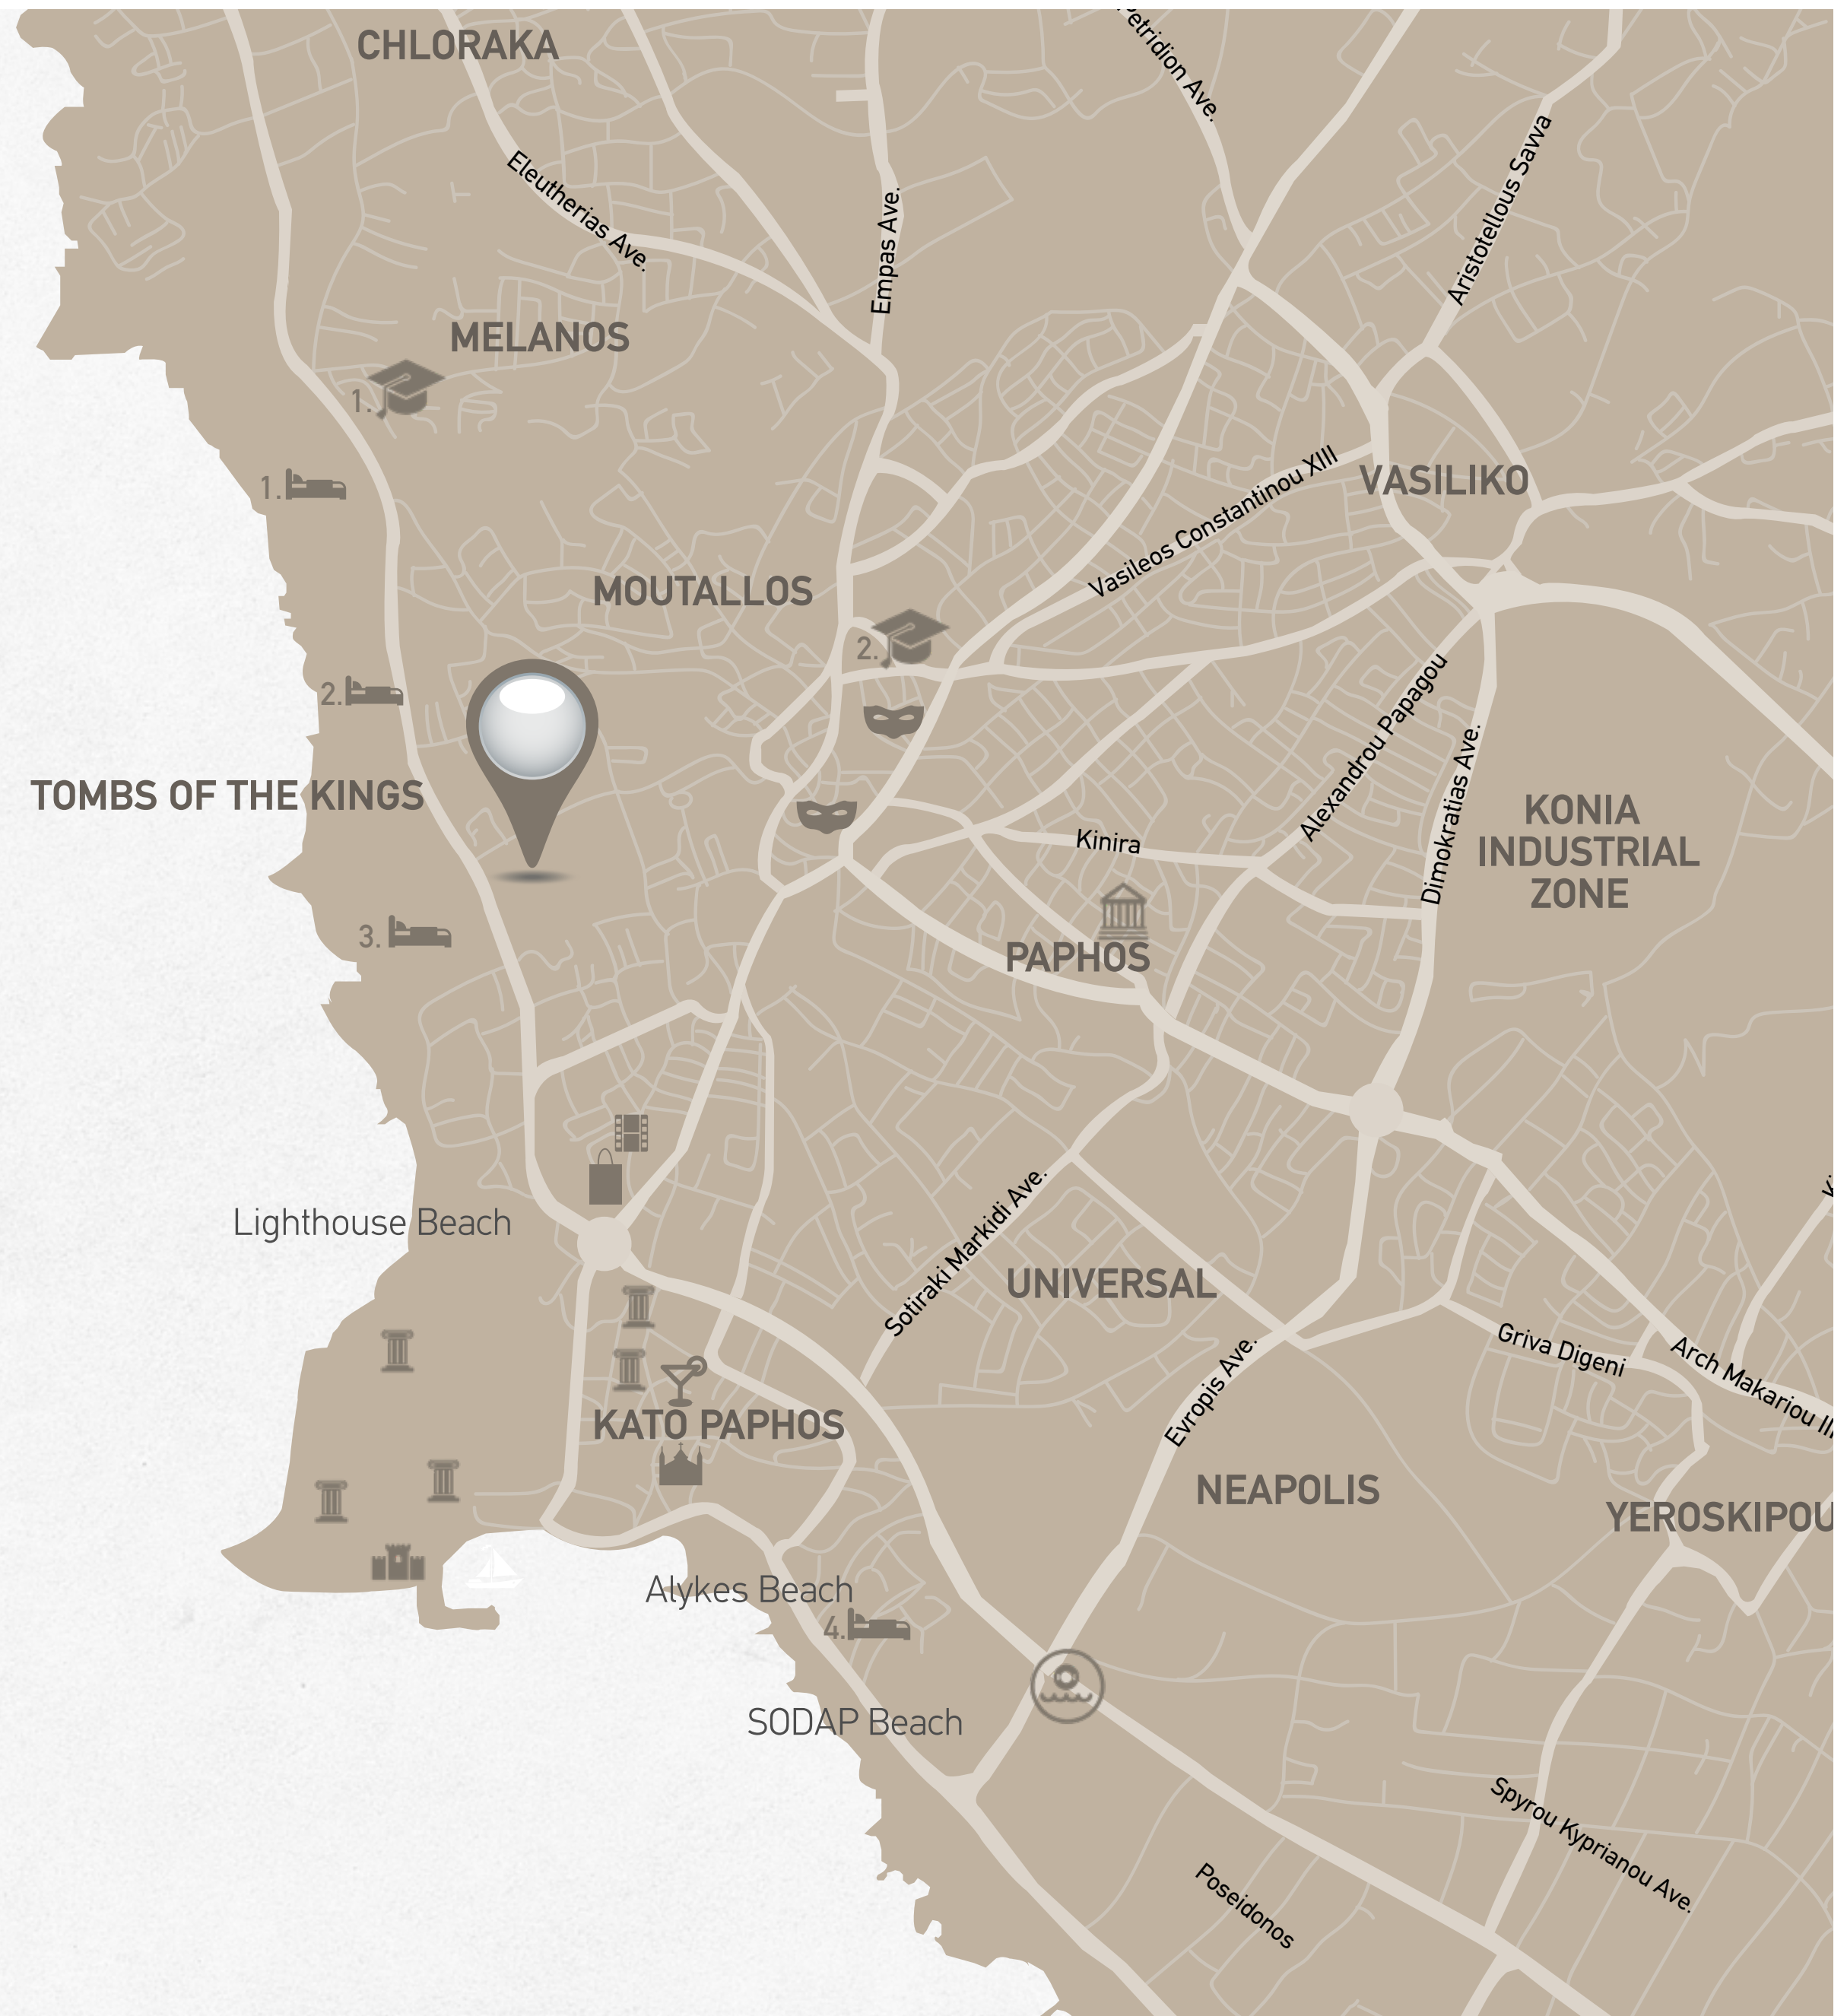 CHLORAKA
Petridion Ave.
Eleutherias Ave.
Empas Ave.
Aristotellous Savva
MELANOS
1.
1.
VASILIKO
Vasileos Constantinou XIII
MOUTALLOS
2.
2.
TOMBS OF THE KINGS
Alexandrou Papagou
Dimokratias Ave.
KONIA
INDUSTRIAL
ZONE
Kinira
3.
PAPHOS
Lighthouse Beach
Sotiraki Markidi Ave.
UNIVERSAL
Griva Digeni
Arch Makariou III
Evropis Ave.
KATO PAPHOS
NEAPOLIS
YEROSKIPOU
Alykes Beach
4.
SODAP Beach
Spyrou Kyprianou Ave.
Poseidonos